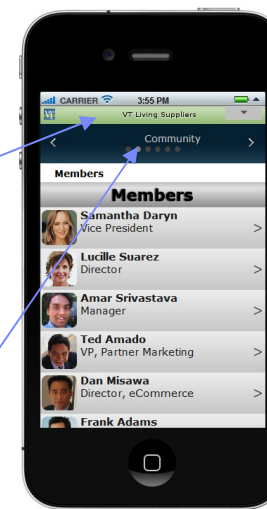 CARRIER 3:55 PM
VT VT Living Suppliers
< Community >
Members
Members
Samantha Daryn
Vice President >
Lucille Suarez
Director >
Amar Srivastava
Manager >
Ted Amado
VP, Partner Marketing >
Dan Misawa
Director, eCommerce >
Frank Adams